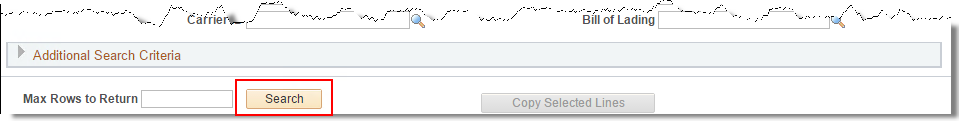 Carrier Bill of Lading
Additional Search Criteria
Max Rows to Return Search
Copy Selected Lines